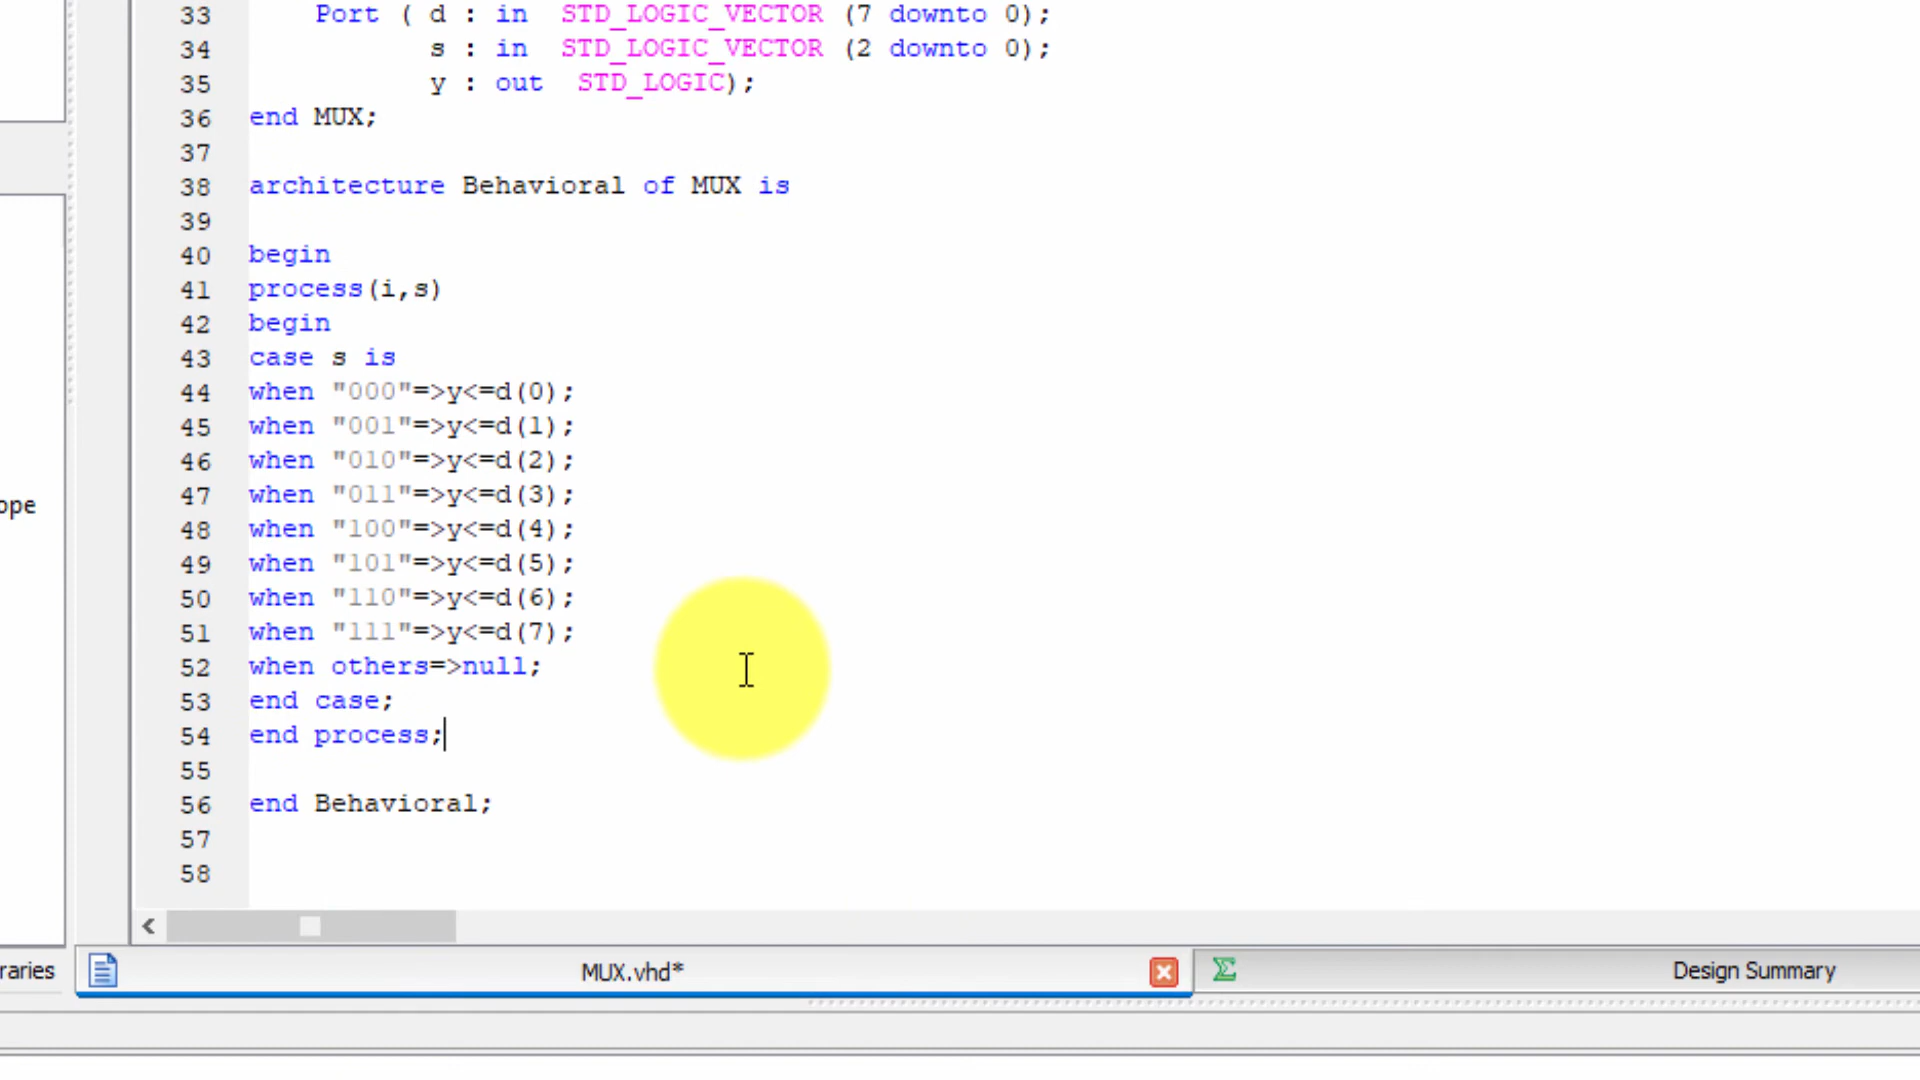 33 Port ( d : in STD_LOGIC_VECTOR (7 downto 0);
34 s : in STD_LOGIC_VECTOR (2 downto 0);
35 y : out STD_LOGIC);
36 end MUX;
37
38 architecture Behavioral of MUX is
39
40 begin
41 process(i,s)
42 begin
43 case s is
44 when "000"=>y<=d(0);
45 when "001"=>y<=d(1);
46 when "010"=>y<=d(2);
47 when "011"=>y<=d(3);
ope
48 when "100"=>y<=d(4);
49 when "101"=>y<=d(5);
50 when "110"=>y<=d(6);
51 when "111"=>y<=d(7);
52 when others=>null;
53 end case;
54 end process;
55
56 end Behavioral;
57
58
raries MUX.vhd* Design Summary